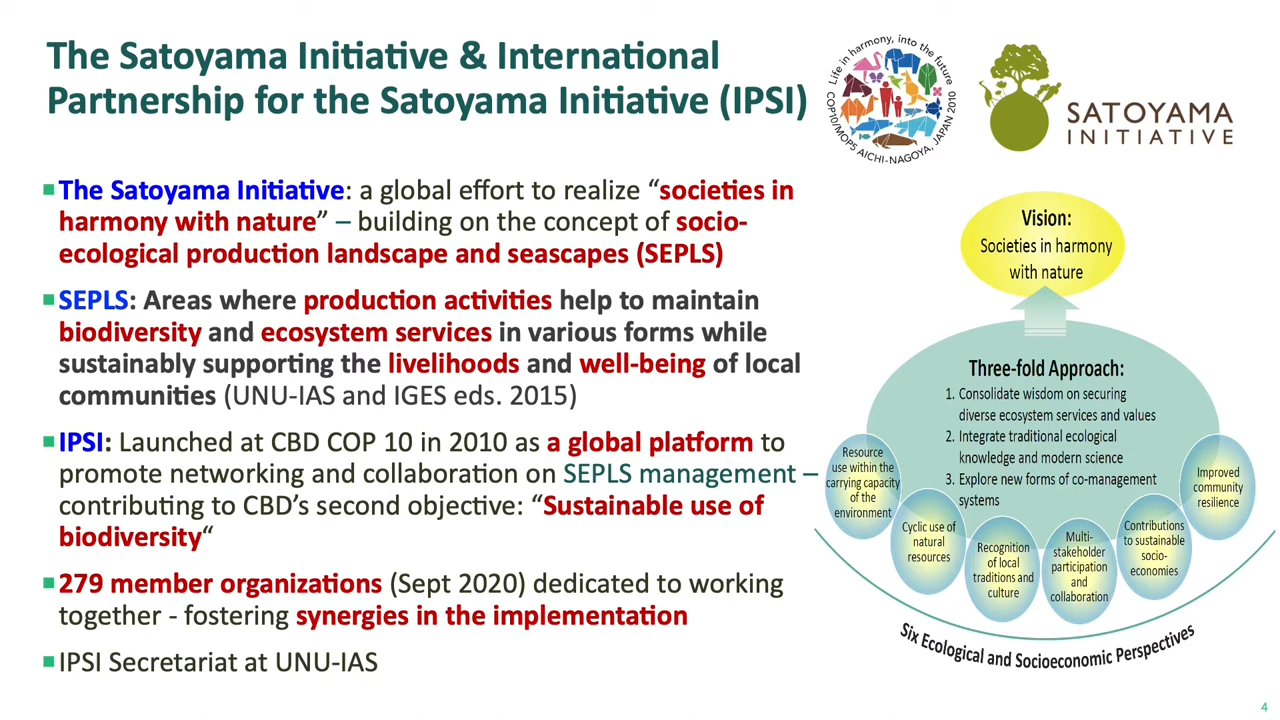 The Satoyama Initiative & International
Partnership for the Satoyama Initiative (IPSI)
Life in harmony, into the future
COP10/MOP5 AICHI-NAGOYA, JAPAN 2010
SATOYAMA
INITIATIVE
The Satoyama Initiative: a global effort to realize “societies in
harmony with nature” – building on the concept of socio-
ecological production landscape and seascapes (SEPLS)
SEPLS: Areas where production activities help to maintain
biodiversity and ecosystem services in various forms while
sustainably supporting the livelihoods and well-being of local
communities (UNU-IAS and IGES eds. 2015)
IPSI: Launched at CBD COP 10 in 2010 as a global platform to
promote networking and collaboration on SEPLS management –
contributing to CBD’s second objective: “Sustainable use of
biodiversity“
279 member organizations (Sept 2020) dedicated to working
together - fostering synergies in the implementation
IPSI Secretariat at UNU-IAS
Vision:
Societies in harmony
with nature
Three-fold Approach:
1. Consolidate wisdom on securing
diverse ecosystem services and values
2. Integrate traditional ecological
knowledge and modern science
3. Explore new forms of co-management
systems
Resource
use within the
carrying capacity
of the
environment
Cyclic use of
natural
resources
Recognition
of local
traditions and
culture
Multi-
stakeholder
participation
and
collaboration
Contributions
to sustainable
socio-
economies
Improved
community
resilience
Six Ecological and Socioeconomic Perspectives
4